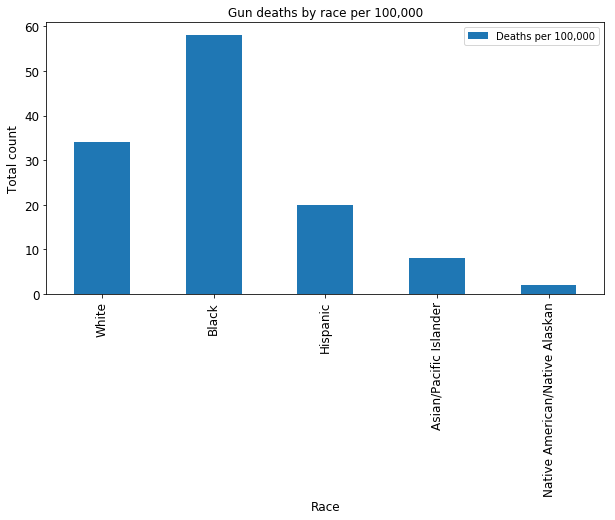 Gun deaths by race per 100,000
Deaths per 100,000
Total count
60
50
40
30
20
10
0
White
Black
Hispanic
Asian/Pacific Islander
Native American/Native Alaskan
Race